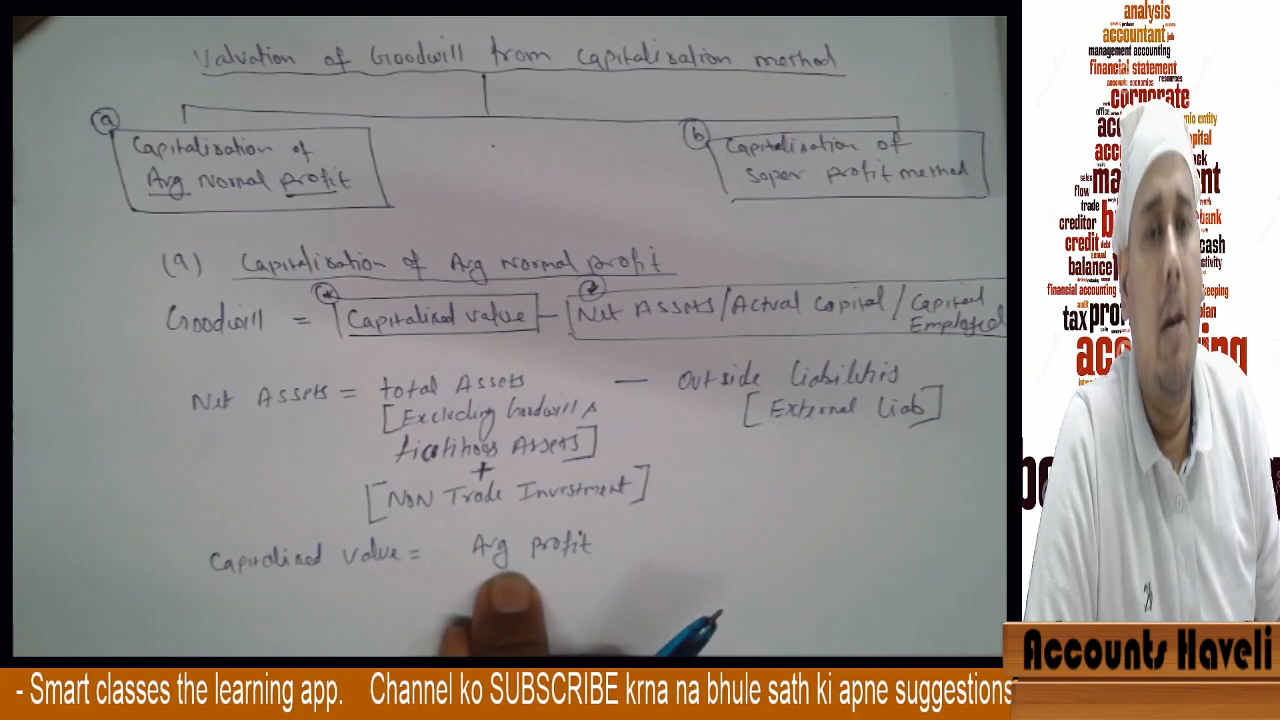 Valuation of Goodwill from Capitalisation method
(a)
Capitalisation of
Avg Normal profit
(b)
Capitalisation of
Super profit method
(a) Capitalisation of Avg Normal profit
Goodwill = Capitalised value — Net Assets/Actual Capital/Capital
Employed
Net Assets = total Assets — Outside liabilities
[Excluding Goodwill & [External Liab]
ficatitious Assets]
+
[NON Trade Investment]
Capitalised value = Avg profit
analysis
accountant
management accounting
financial statement
corporate
flow
trade
creditor
bank
credit
cash
balance
financial accounting
tax
Accounts Haveli
- Smart classes the learning app. Channel ko SUBSCRIBE krna na bhule sath ki apne suggestions